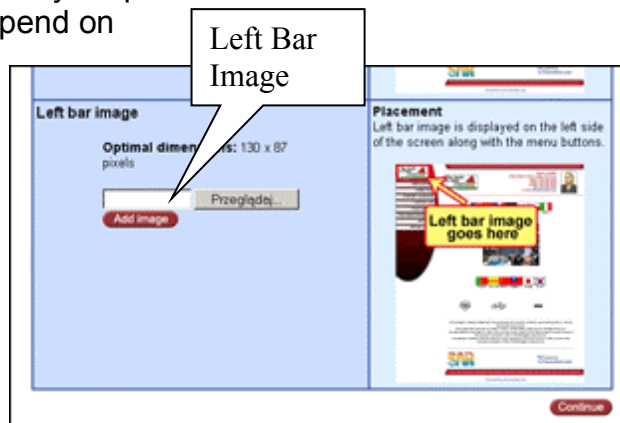 pend on
Left Bar
Image
Left bar image
Optimal dimen s: 130 x 87
pixels
Przeglądaj...
Add image
Placement
Left bar image is displayed on the left side
of the screen along with the menu buttons.
Left bar image
goes here
SAR
Continue